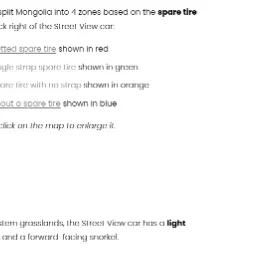 split Mongolia into 4 zones based on the spare tire
ck right of the Street View car:
tted spare tire shown in red
gle strap spare tire shown in green
are tire with no strap shown in orange
out a spare tire shown in blue
click on the map to enlarge it.
stern grasslands, the Street View car has a light
and a forward-facing snorkel.